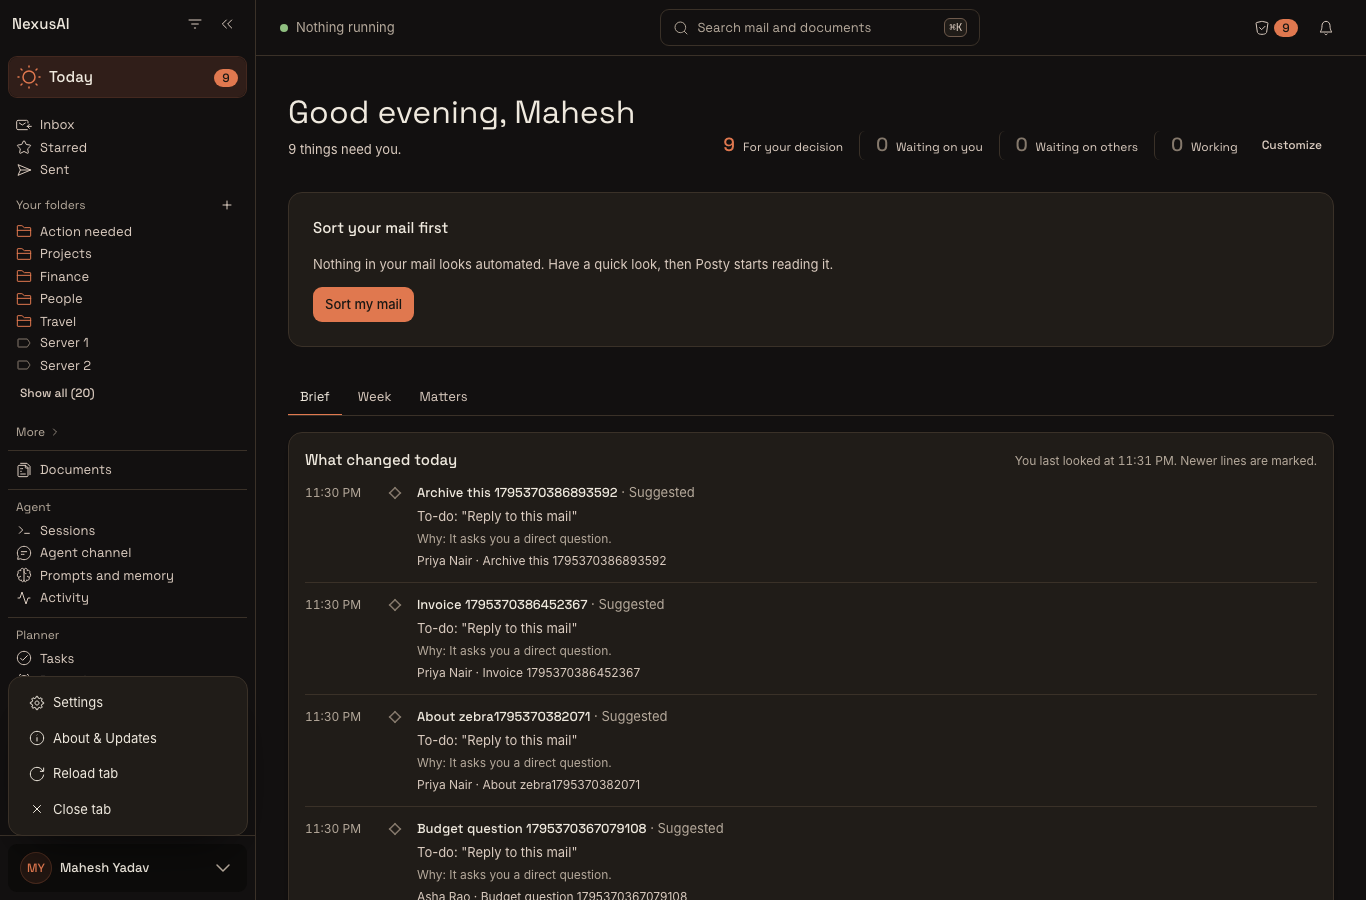 NexusAI
Today 9
Inbox
Starred
Sent
Your folders
Action needed
Projects
Finance
People
Travel
Server 1
Server 2
Show all (20)
More
Documents
Agent
Sessions
Agent channel
Prompts and memory
Activity
Planner
Tasks
Settings
About & Updates
Reload tab
Close tab
MY Mahesh Yadav
Nothing running
Search mail and documents ⌘K
9
Good evening, Mahesh
9 things need you.
9 For your decision 0 Waiting on you 0 Waiting on others 0 Working Customize
Sort your mail first
Nothing in your mail looks automated. Have a quick look, then Posty starts reading it.
Sort my mail
Brief Week Matters
What changed today You last looked at 11:31 PM. Newer lines are marked.
11:30 PM Archive this 1795370386893592 · Suggested
To-do: "Reply to this mail"
Why: It asks you a direct question.
Priya Nair · Archive this 1795370386893592
11:30 PM Invoice 1795370386452367 · Suggested
To-do: "Reply to this mail"
Why: It asks you a direct question.
Priya Nair · Invoice 1795370386452367
11:30 PM About zebra1795370382071 · Suggested
To-do: "Reply to this mail"
Why: It asks you a direct question.
Priya Nair · About zebra1795370382071
11:30 PM Budget question 1795370367079108 · Suggested
To-do: "Reply to this mail"
Why: It asks you a direct question.
Asha Rao · Budget question 1795370367079108